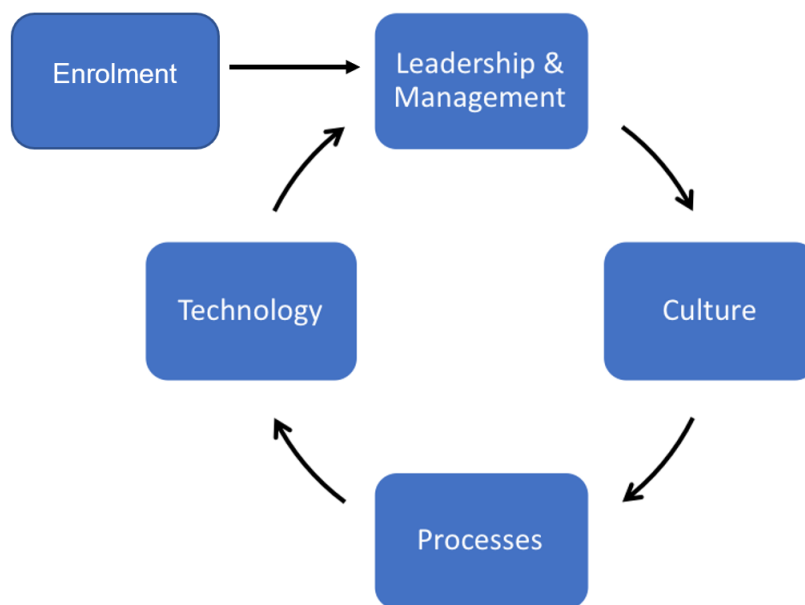 Enrolment
Leadership &
Management
Technology
Culture
Processes